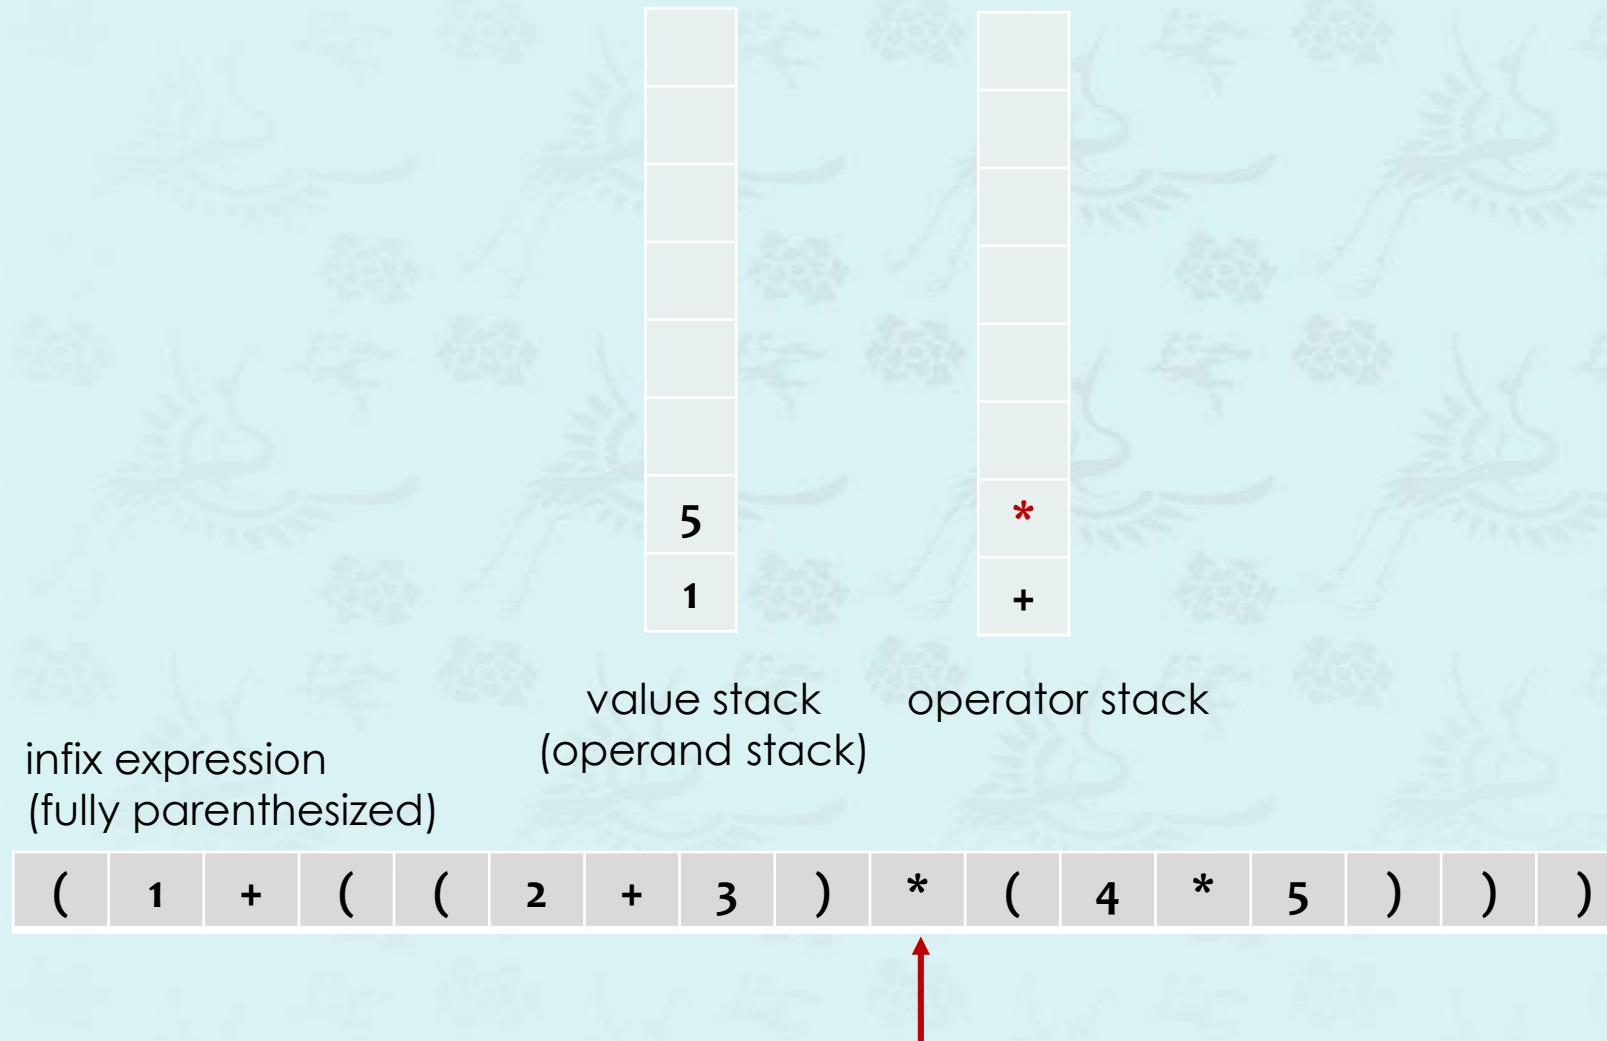 5 *
1 +
value stack operator stack
(operand stack)
infix expression
(fully parenthesized)
( 1 + ( ( 2 + 3 ) * ( 4 * 5 ) ) )